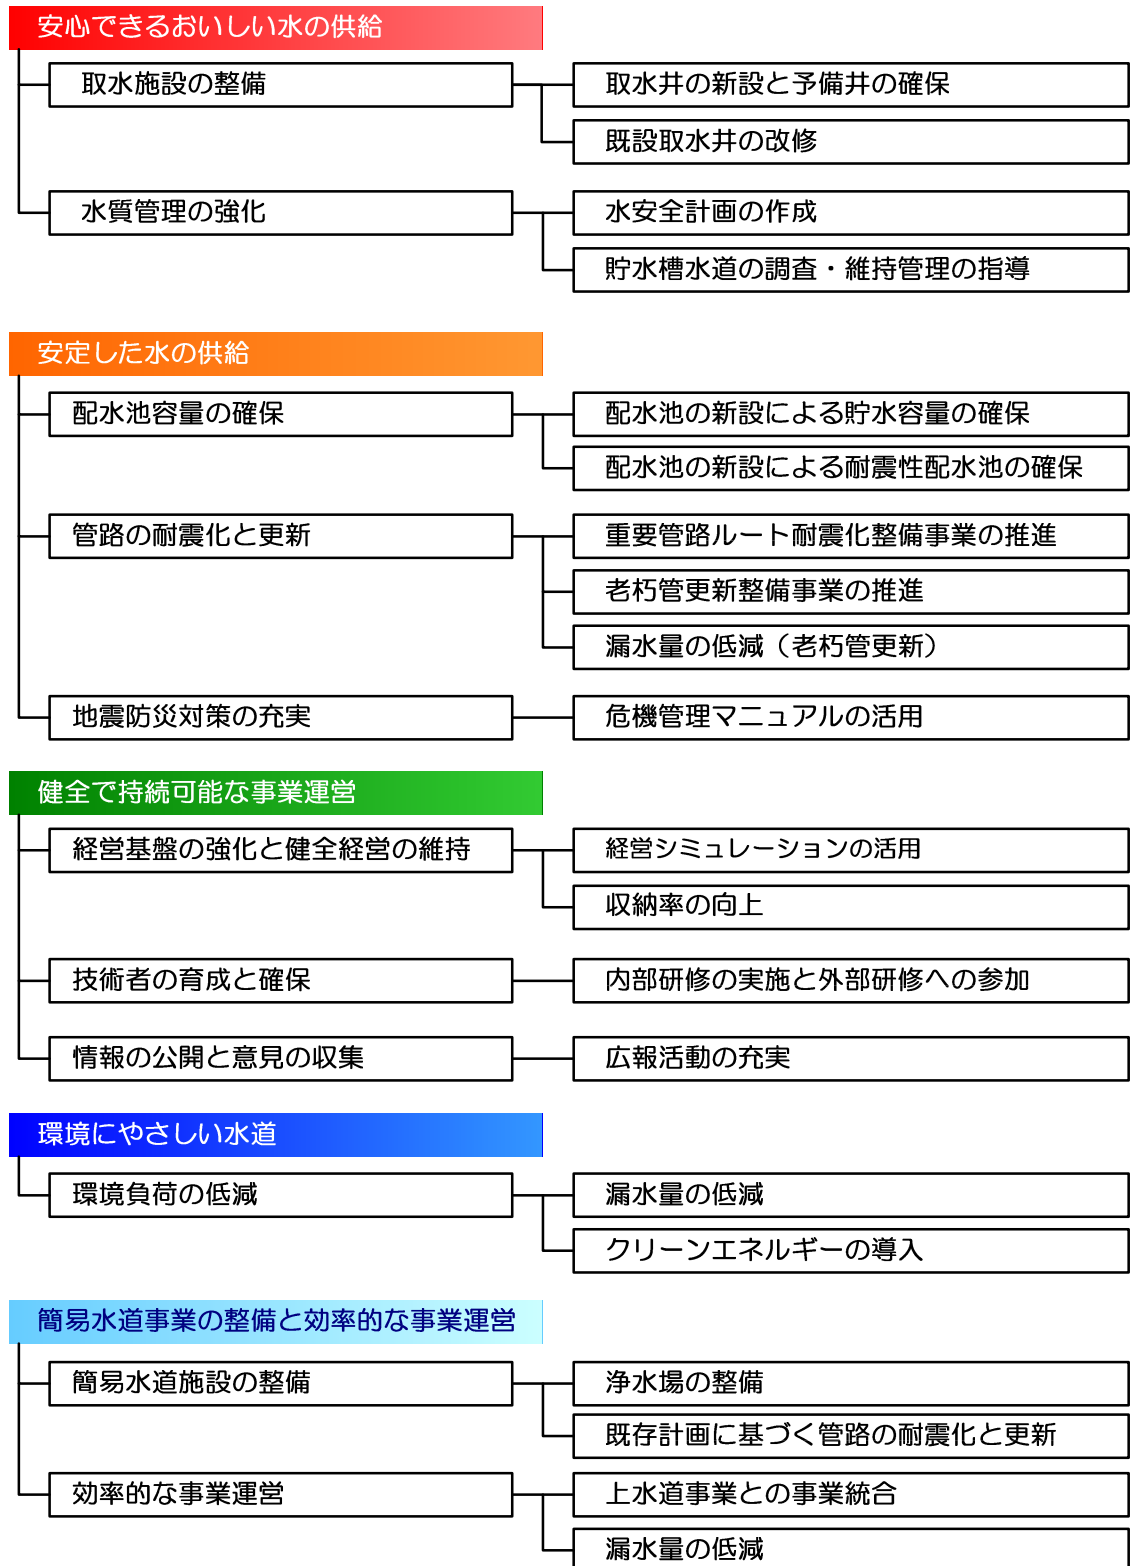 安心できるおいしい水の供給
取水施設の整備
取水井の新設と予備井の確保
既設取水井の改修
水質管理の強化
水安全計画の作成
貯水槽水道の調査・維持管理の指導
安定した水の供給
配水池容量の確保
配水池の新設による貯水容量の確保
配水池の新設による耐震性配水池の確保
管路の耐震化と更新
重要管路ルート耐震化整備事業の推進
老朽管更新整備事業の推進
漏水量の低減（老朽管更新）
地震防災対策の充実
危機管理マニュアルの活用
健全で持続可能な事業運営
経営基盤の強化と健全経営の維持
経営シミュレーションの活用
収納率の向上
技術者の育成と確保
内部研修の実施と外部研修への参加
情報の公開と意見の収集
広報活動の充実
環境にやさしい水道
環境負荷の低減
漏水量の低減
クリーンエネルギーの導入
簡易水道事業の整備と効率的な事業運営
簡易水道施設の整備
浄水場の整備
既存計画に基づく管路の耐震化と更新
効率的な事業運営
上水道事業との事業統合
漏水量の低減